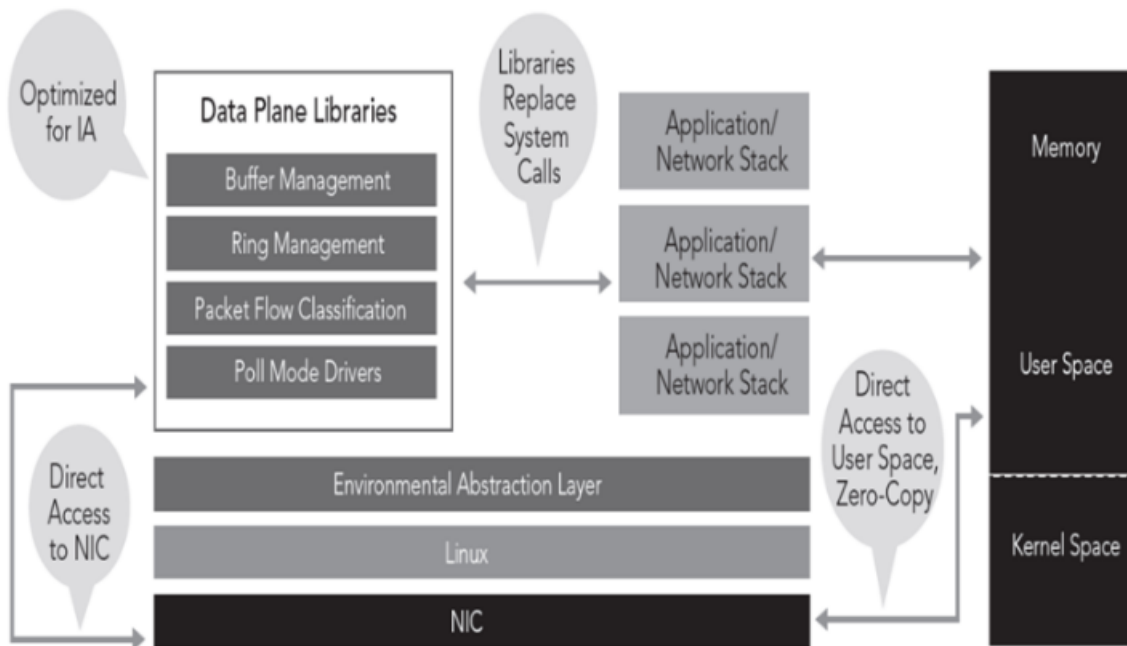 Optimized
for IA
Data Plane Libraries
Buffer Management
Ring Management
Packet Flow Classification
Poll Mode Drivers
Libraries
Replace
System
Calls
Application/
Network Stack
Application/
Network Stack
Application/
Network Stack
Memory
User Space
Kernel Space
Direct
Access to
User Space,
Zero-Copy
Direct
Access
to NIC
Environmental Abstraction Layer
Linux
NIC